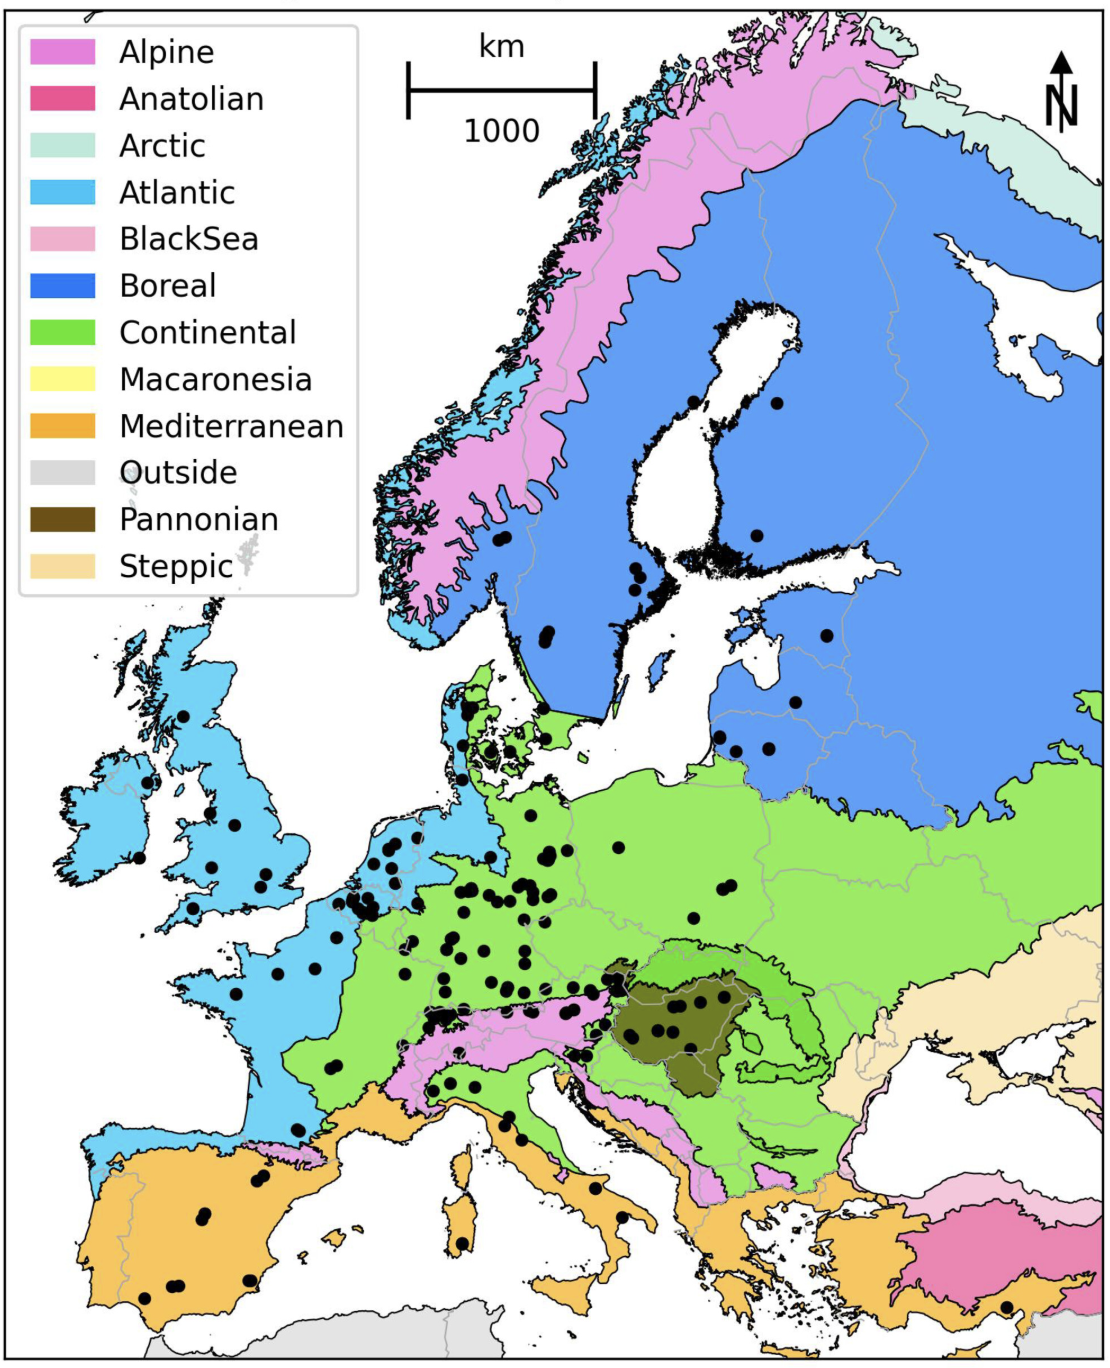 Alpine
Anatolian
Arctic
Atlantic
BlackSea
Boreal
Continental
Macaronesia
Mediterranean
Outside
Pannonian
Steppic
km
1000
N